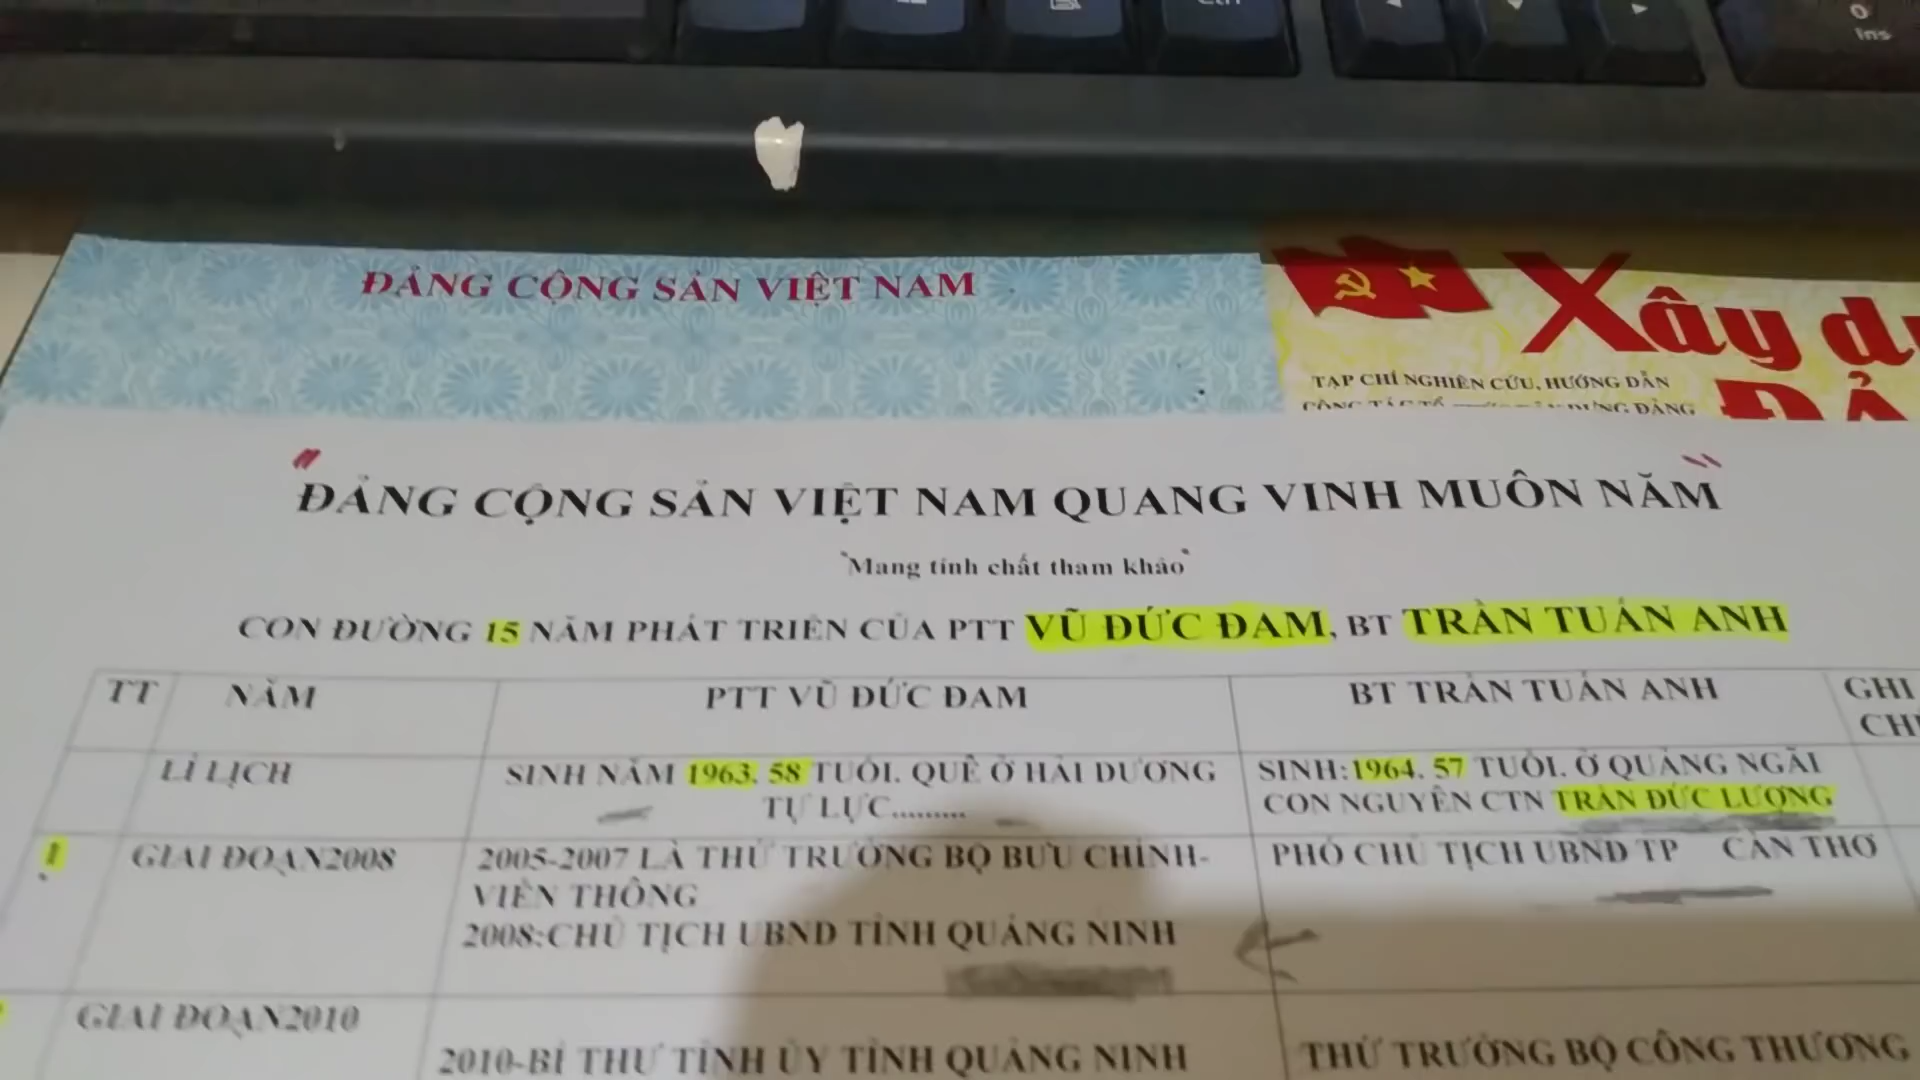 Ctrl
0
Ins
ĐẢNG CỘNG SẢN VIỆT NAM
Xây
TẠP CHÍ NGHIÊN CỨU, HƯỚNG DẪN
CÔNG TÁC TỔ DỰNG ĐẢNG
"ĐẢNG CỘNG SẢN VIỆT NAM QUANG VINH MUÔN NĂM"
"Mang tính chất tham khảo"
CON ĐƯỜNG 15 NĂM PHÁT TRIỂN CỦA PTT VŨ ĐỨC ĐAM, BT TRẦN TUẤN ANH
TT NĂM PTT VŨ ĐỨC ĐAM BT TRẦN TUẤN ANH GHI
LÍ LỊCH SINH NĂM 1963. 58 TUỔI. QUÊ Ở HẢI DƯƠNG
TỰ LỰC.........
SINH:1964. 57 TUỔI. Ở QUẢNG NGÃI
CON NGUYÊN CTN TRẦN ĐỨC LƯƠNG
GIAI ĐOẠN2008 2005-2007 LÀ THỨ TRƯỞNG BỘ BƯU CHÍNH-
VIỄN THÔNG
2008:CHỦ TỊCH UBND TỈNH QUẢNG NINH
PHÓ CHỦ TỊCH UBND TP CẦN THƠ
GIAI ĐOẠN2010
2010-BÍ THƯ TỈNH ỦY TỈNH QUẢNG NINH
THỨ TRƯỞNG BỘ CÔNG THƯƠNG